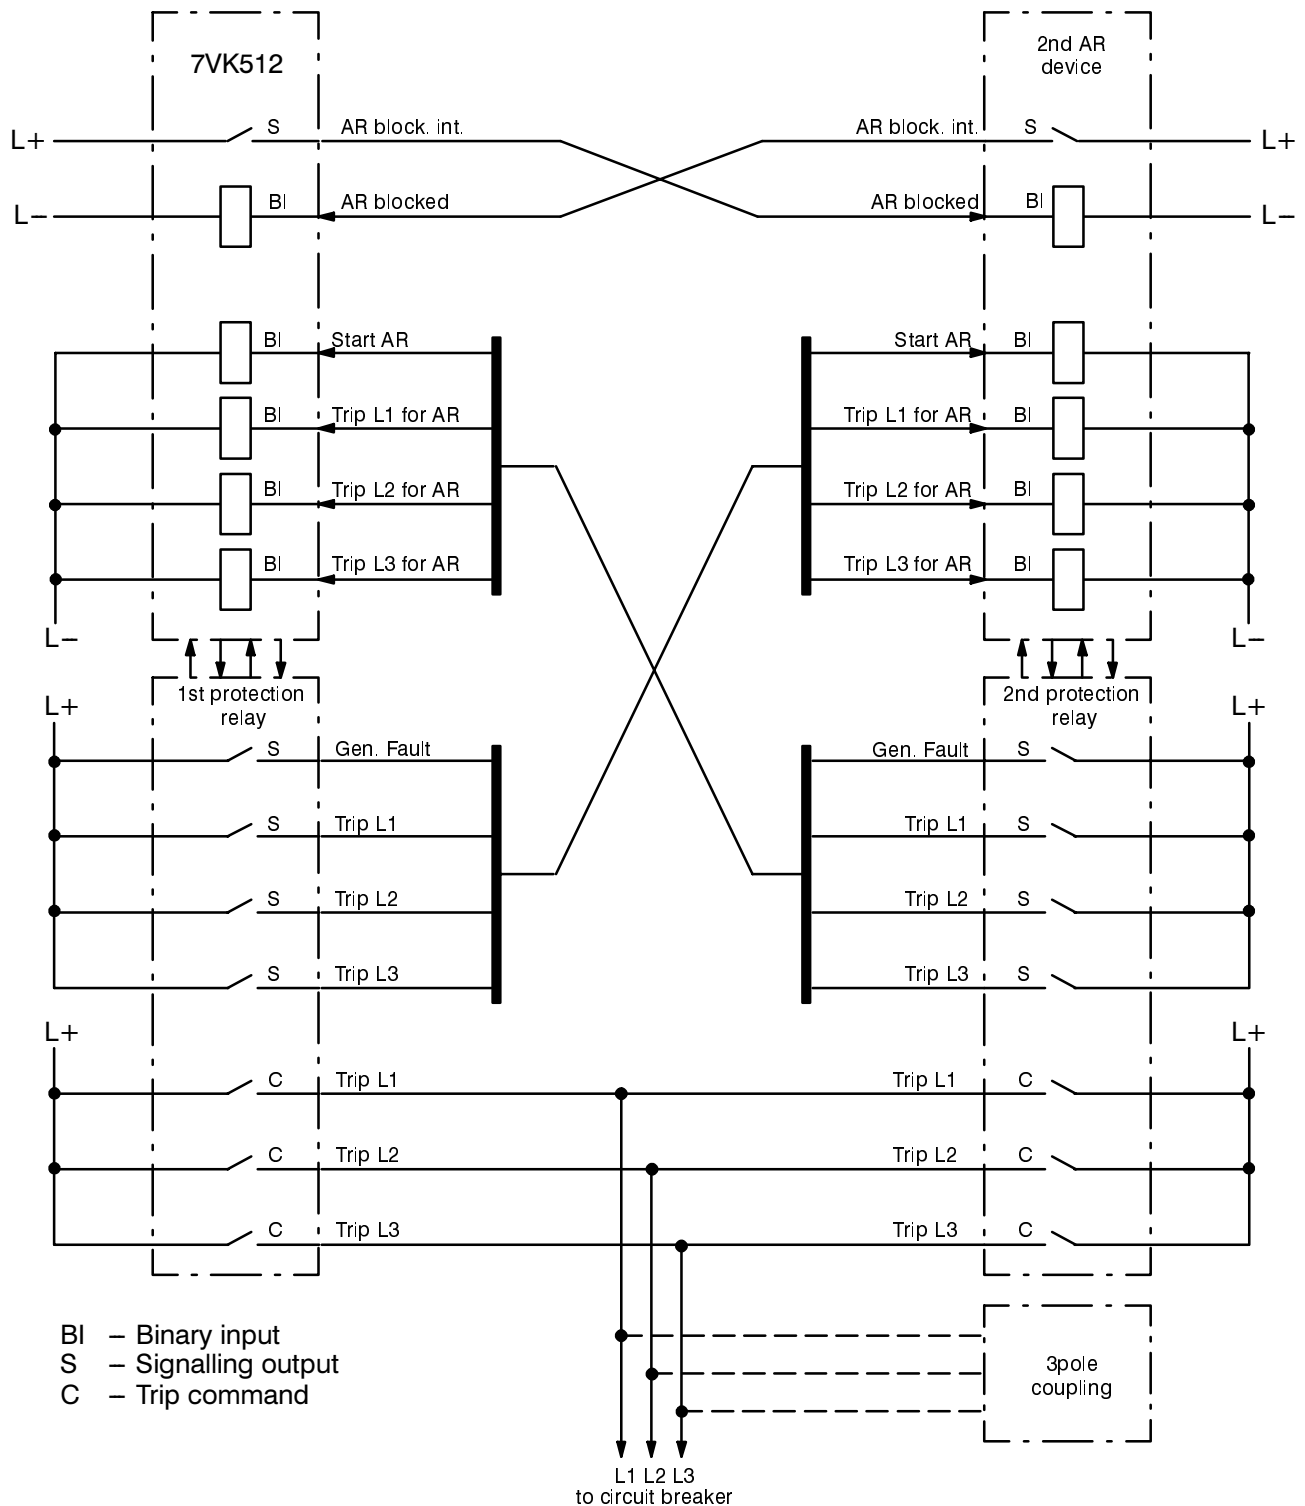 7VK512
2nd AR
device
L+ S AR block. int. AR block. int. S L+
L– BI AR blocked AR blocked BI L–
BI Start AR Start AR BI
BI Trip L1 for AR Trip L1 for AR BI
BI Trip L2 for AR Trip L2 for AR BI
BI Trip L3 for AR Trip L3 for AR BI
L– L–
1st protection
relay
2nd protection
relay
L+ L+
S Gen. Fault Gen. Fault S
S Trip L1 Trip L1 S
S Trip L2 Trip L2 S
S Trip L3 Trip L3 S
L+ L+
C Trip L1 Trip L1 C
C Trip L2 Trip L2 C
C Trip L3 Trip L3 C
BI – Binary input
S – Signalling output
C – Trip command
3pole
coupling
L1 L2 L3
to circuit breaker